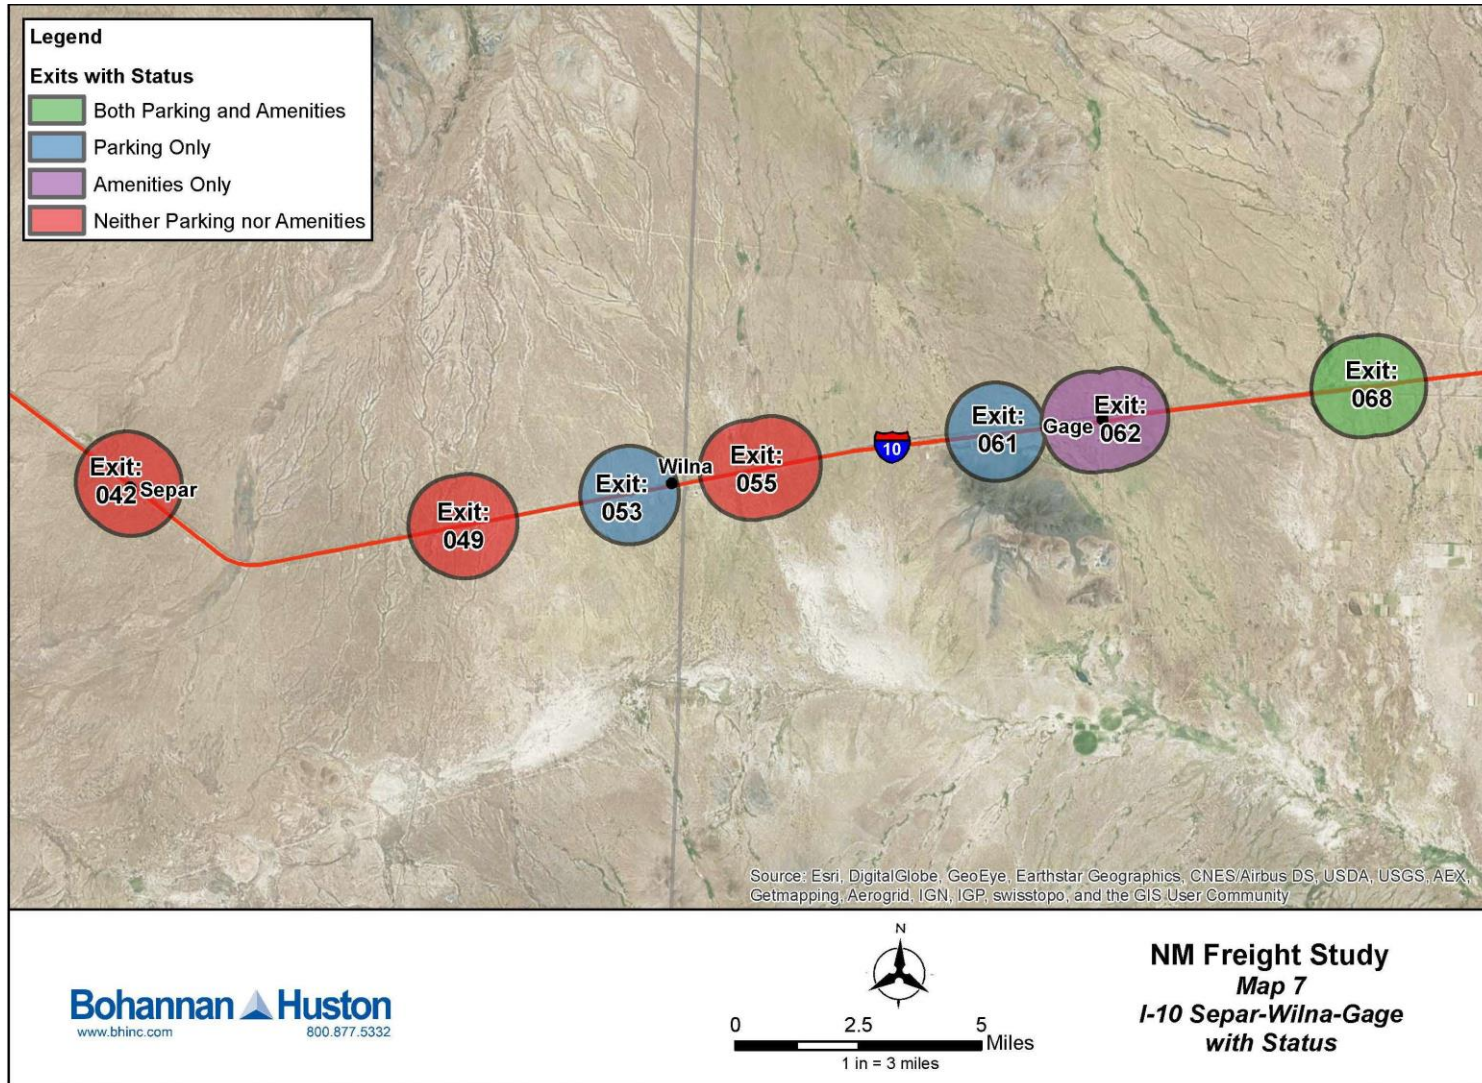 Legend
Exits with Status
Both Parking and Amenities
Parking Only
Amenities Only
Neither Parking nor Amenities
Exit:
042
Separ
Exit:
049
Exit:
053
Wilna
Exit:
055
10
Exit:
061
Gage
Exit:
062
Exit:
068
Source: Esri, DigitalGlobe, GeoEye, Earthstar Geographics, CNES/Airbus DS, USDA, USGS, AEX,
Getmapping, Aerogrid, IGN, IGP, swisstopo, and the GIS User Community
Bohannan Huston
www.bhinc.com 800.877.5332
N
0 2.5 5
Miles
1 in = 3 miles
NM Freight Study
Map 7
I-10 Separ-Wilna-Gage
with Status